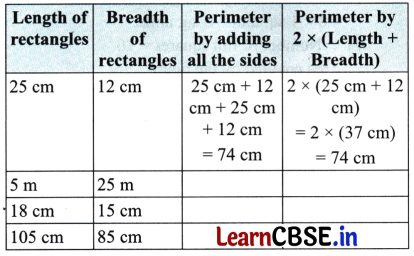 Length of rectangles | Breadth of rectangles | Perimeter by adding all the sides | Perimeter by 2 × (Length + Breadth)
25 cm | 12 cm | 25 cm + 12 cm + 25 cm + 12 cm = 74 cm | 2 × (25 cm + 12 cm) = 2 × (37 cm) = 74 cm
5 m | 25 m
18 cm | 15 cm
105 cm | 85 cm
LearnCBSE.in